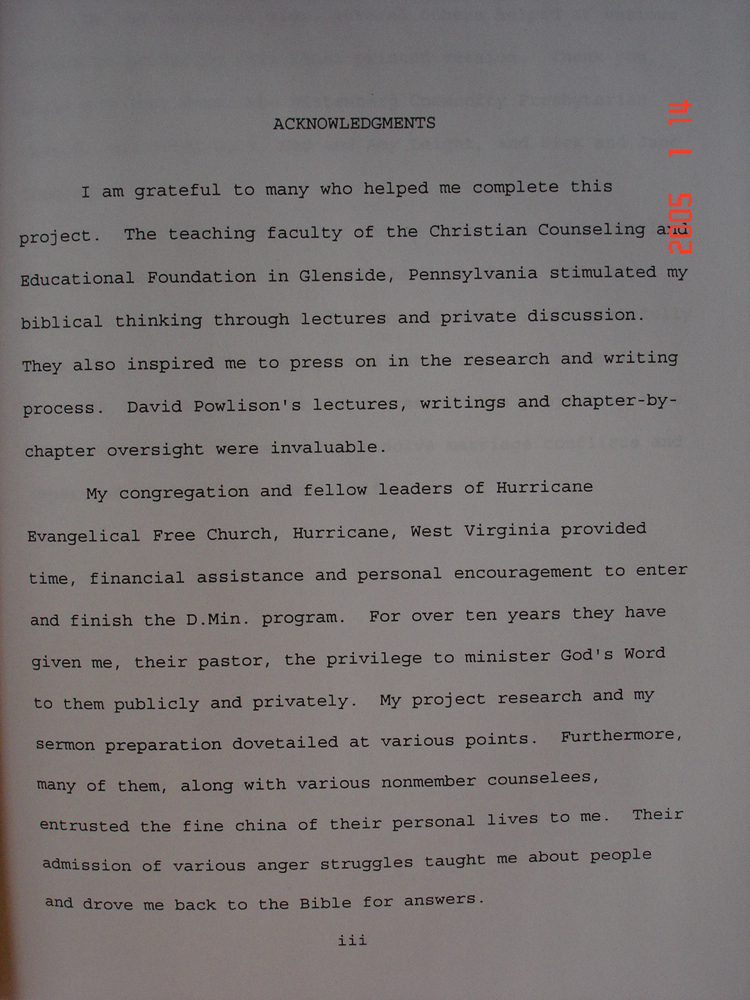 ACKNOWLEDGMENTS
I am grateful to many who helped me complete this
project. The teaching faculty of the Christian Counseling and
Educational Foundation in Glenside, Pennsylvania stimulated my
biblical thinking through lectures and private discussion.
They also inspired me to press on in the research and writing
process. David Powlison's lectures, writings and chapter-by-
chapter oversight were invaluable.
My congregation and fellow leaders of Hurricane
Evangelical Free Church, Hurricane, West Virginia provided
time, financial assistance and personal encouragement to enter
and finish the D.Min. program. For over ten years they have
given me, their pastor, the privilege to minister God's Word
to them publicly and privately. My project research and my
sermon preparation dovetailed at various points. Furthermore,
many of them, along with various nonmember counselees,
entrusted the fine china of their personal lives to me. Their
admission of various anger struggles taught me about people
and drove me back to the Bible for answers.
iii
2005 1 14